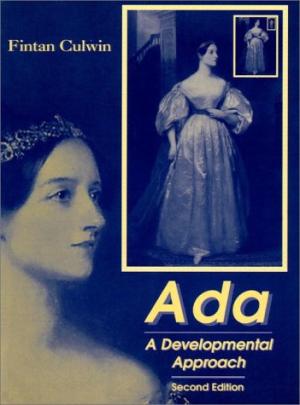 Fintan Culwin
Ada
A Developmental
Approach
Second Edition